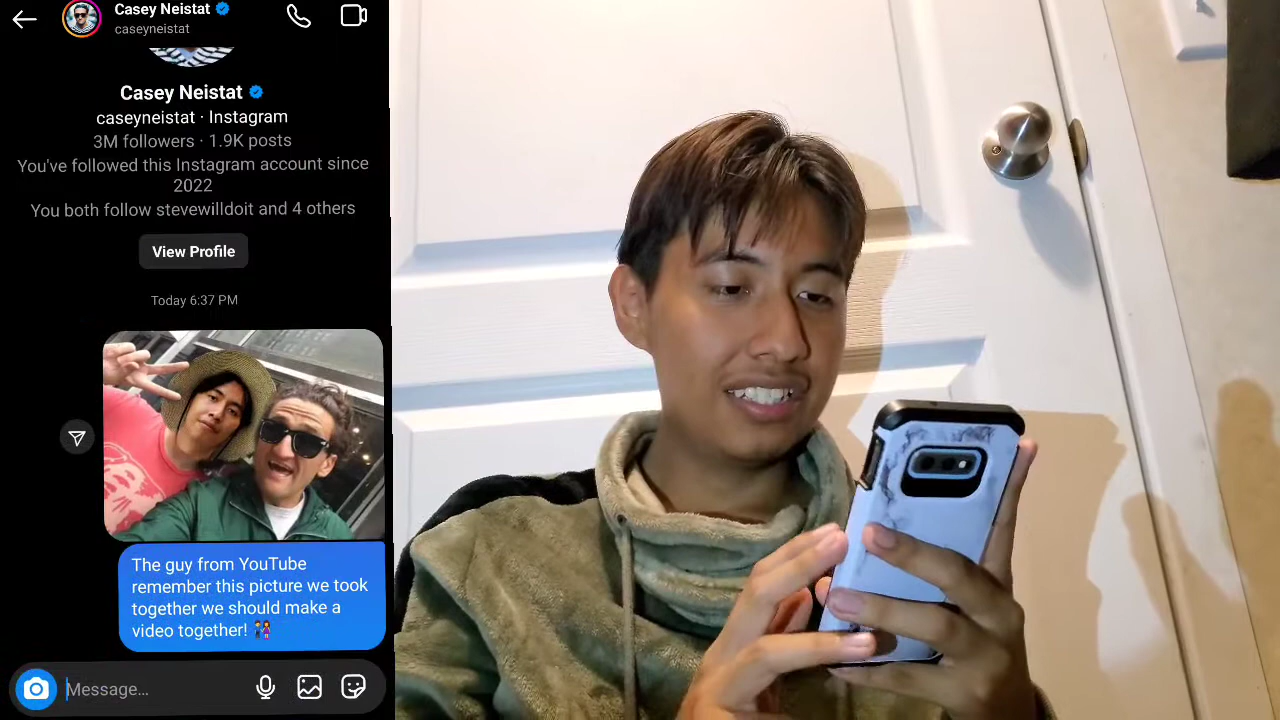 Casey Neistat
caseyneistat
Casey Neistat
caseyneistat · Instagram
3M followers · 1.9K posts
You've followed this Instagram account since
2022
You both follow stevewilldoit and 4 others
View Profile
Today 6:37 PM
The guy from YouTube
remember this picture we took
together we should make a
video together! 👫
Message...